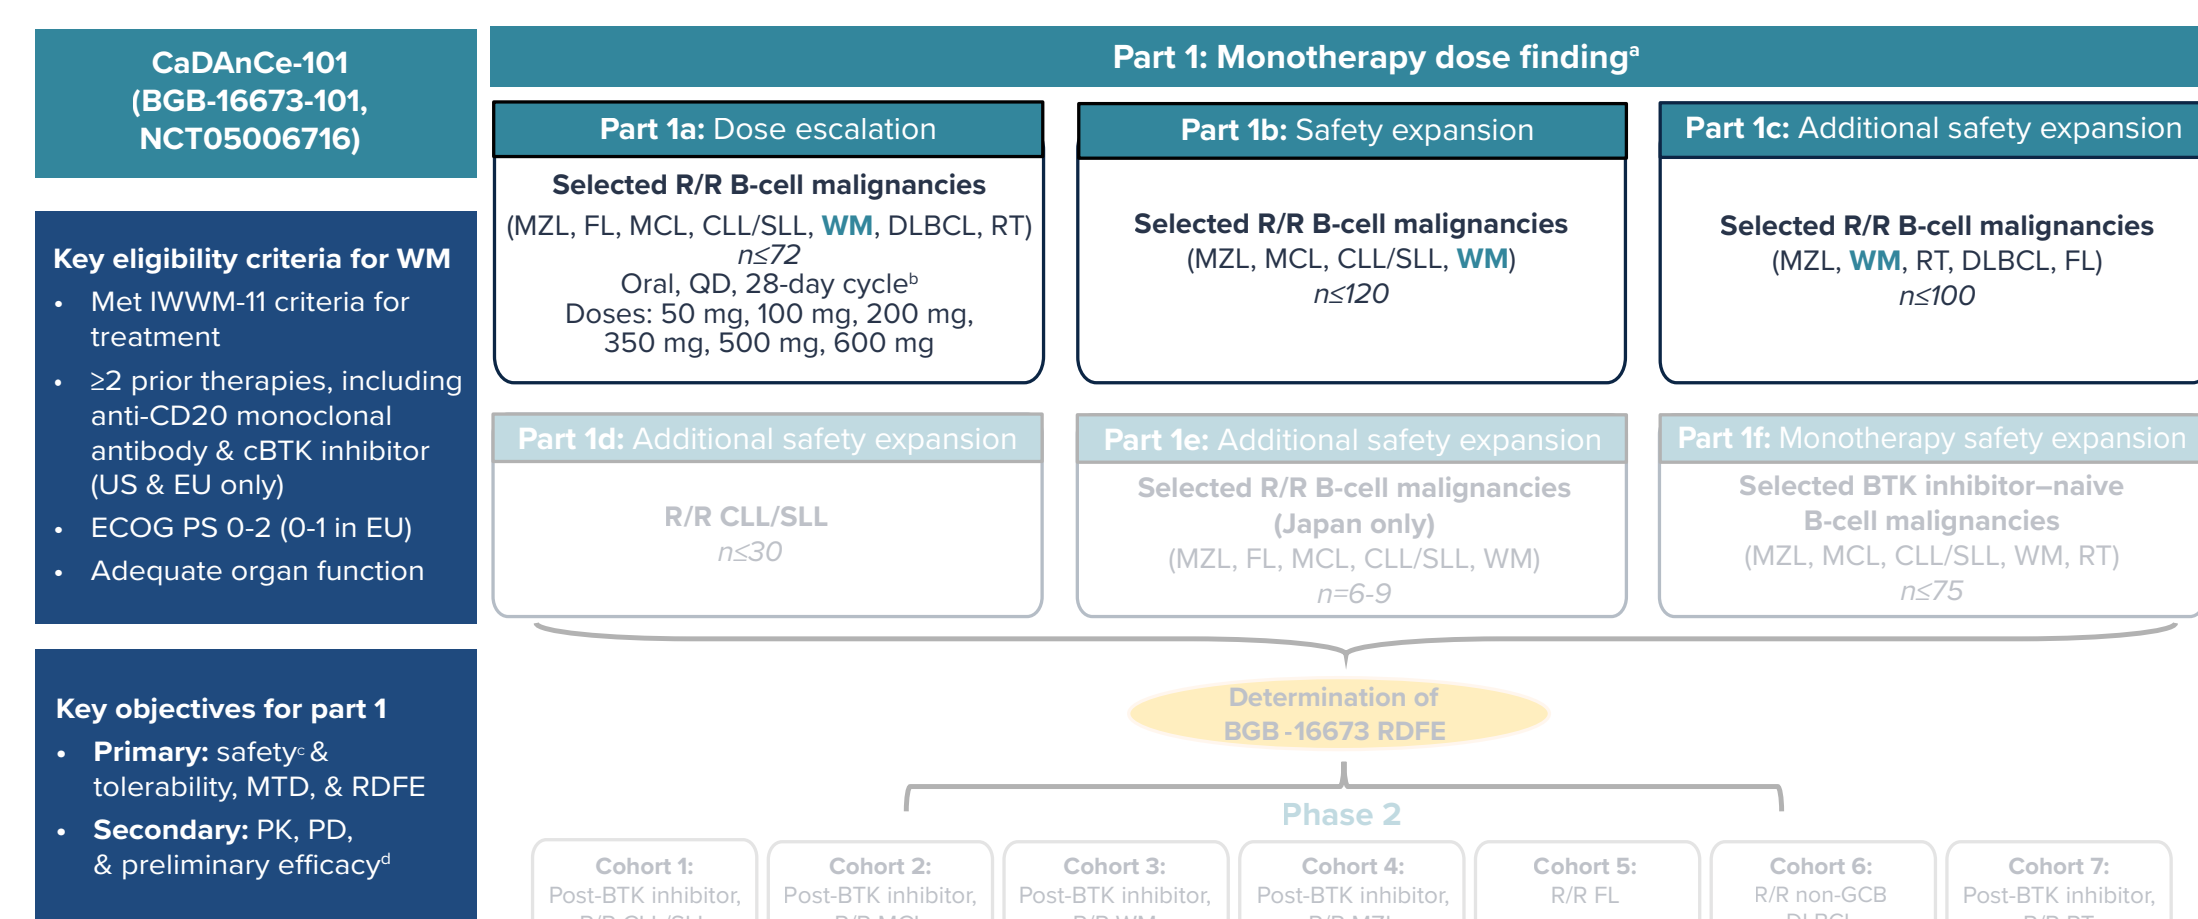 CaDAnCe-101
(BGB-16673-101,
NCT05006716)
Key eligibility criteria for WM
• Met IWWM-11 criteria for
treatment
• ≥2 prior therapies, including
anti-CD20 monoclonal
antibody & cBTK inhibitor
(US & EU only)
• ECOG PS 0-2 (0-1 in EU)
• Adequate organ function
Key objectives for part 1
• Primary: safetyᶜ &
tolerability, MTD, & RDFE
• Secondary: PK, PD,
& preliminary efficacyᵈ
Part 1: Monotherapy dose findingᵃ
Part 1a: Dose escalation
Selected R/R B-cell malignancies
(MZL, FL, MCL, CLL/SLL, WM, DLBCL, RT)
n≤72
Oral, QD, 28-day cycleᵇ
Doses: 50 mg, 100 mg, 200 mg,
350 mg, 500 mg, 600 mg
Part 1b: Safety expansion
Selected R/R B-cell malignancies
(MZL, MCL, CLL/SLL, WM)
n≤120
Part 1c: Additional safety expansion
Selected R/R B-cell malignancies
(MZL, WM, RT, DLBCL, FL)
n≤100
Part 1d: Additional safety expansion
R/R CLL/SLL
n≤30
Part 1e: Additional safety expansion
Selected R/R B-cell malignancies
(Japan only)
(MZL, FL, MCL, CLL/SLL, WM)
n=6-9
Part 1f: Monotherapy safety expansion
Selected BTK inhibitor–naive
B-cell malignancies
(MZL, MCL, CLL/SLL, WM, RT)
n≤75
Determination of
BGB-16673 RDFE
Phase 2
Cohort 1:
Post-BTK inhibitor,
R/R CLL/SLL
Cohort 2:
Post-BTK inhibitor,
R/R MCL
Cohort 3:
Post-BTK inhibitor,
R/R WM
Cohort 4:
Post-BTK inhibitor,
R/R MZL
Cohort 5:
R/R FL
Cohort 6:
R/R non-GCB
DLBCL
Cohort 7:
Post-BTK inhibitor,
R/R RT